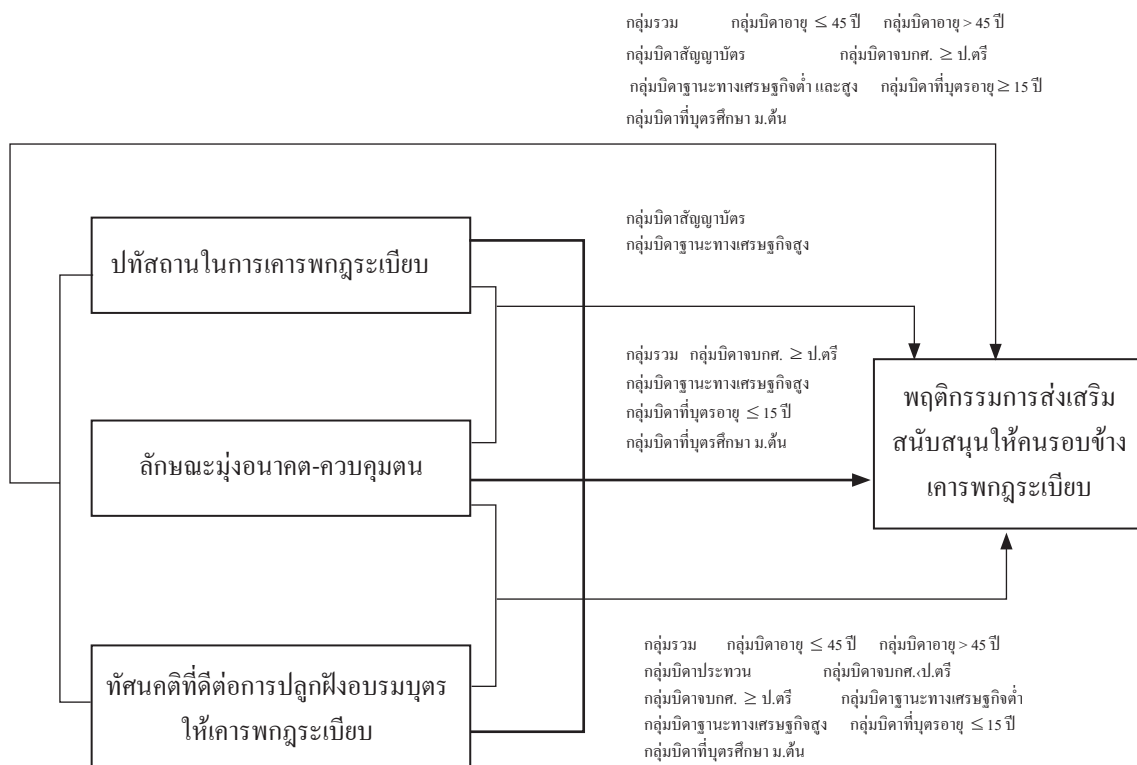 กลุ่มรวม กลุ่มบิดาอายุ ≤ 45 ปี กลุ่มบิดาอายุ > 45 ปี
กลุ่มบิดาสัญญาบัตร กลุ่มบิดาจบกศ. ≥ ป.ตรี
กลุ่มบิดาฐานะทางเศรษฐกิจต่ำ และสูง กลุ่มบิดาที่บุตรอายุ ≥ 15 ปี
กลุ่มบิดาที่บุตรศึกษา ม.ต้น
ปทัสถานในการเคารพกฎระเบียบ
กลุ่มบิดาสัญญาบัตร
กลุ่มบิดาฐานะทางเศรษฐกิจสูง
ลักษณะมุ่งอนาคต-ควบคุมตน
กลุ่มรวม กลุ่มบิดาจบกศ. ≥ ป.ตรี
กลุ่มบิดาฐานะทางเศรษฐกิจสูง
กลุ่มบิดาที่บุตรอายุ ≤ 15 ปี
กลุ่มบิดาที่บุตรศึกษา ม.ต้น
พฤติกรรมการส่งเสริม
สนับสนุนให้คนรอบข้าง
เคารพกฎระเบียบ
ทัศนคติที่ดีต่อการปลูกฝังอบรมบุตร
ให้เคารพกฎระเบียบ
กลุ่มรวม กลุ่มบิดาอายุ ≤ 45 ปี กลุ่มบิดาอายุ > 45 ปี
กลุ่มบิดาประทวน กลุ่มบิดาจบกศ.<ป.ตรี
กลุ่มบิดาจบกศ. ≥ ป.ตรี กลุ่มบิดาฐานะทางเศรษฐกิจต่ำ
กลุ่มบิดาฐานะทางเศรษฐกิจสูง กลุ่มบิดาที่บุตรอายุ ≤ 15 ปี
กลุ่มบิดาที่บุตรศึกษา ม.ต้น